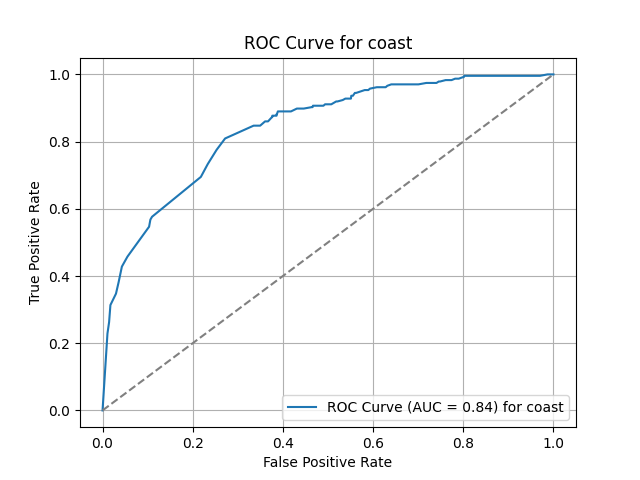 ROC Curve for coast
1.0
0.8
0.6
0.4
0.2
0.0
True Positive Rate
ROC Curve (AUC = 0.84) for coast
0.0 0.2 0.4 0.6 0.8 1.0
False Positive Rate